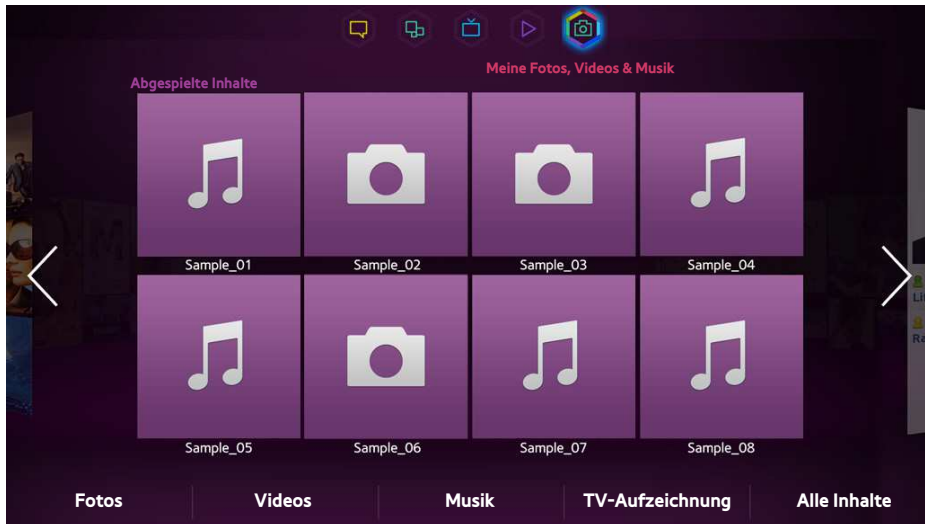 Meine Fotos, Videos & Musik
Abgespielte Inhalte
Sample_01 Sample_02 Sample_03 Sample_04
Sample_05 Sample_06 Sample_07 Sample_08
Fotos Videos Musik TV-Aufzeichnung Alle Inhalte